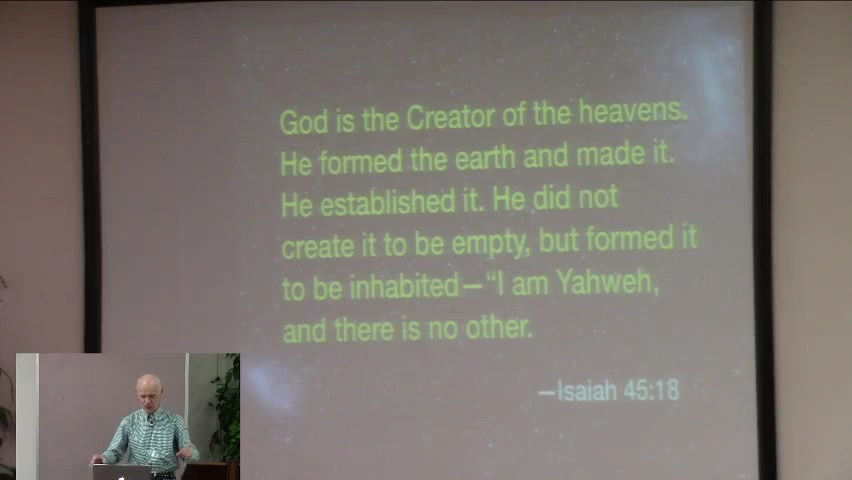 God is the Creator of the heavens.
He formed the earth and made it.
He established it. He did not
create it to be empty, but formed it
to be inhabited—“I am Yahweh,
and there is no other.
—Isaiah 45:18